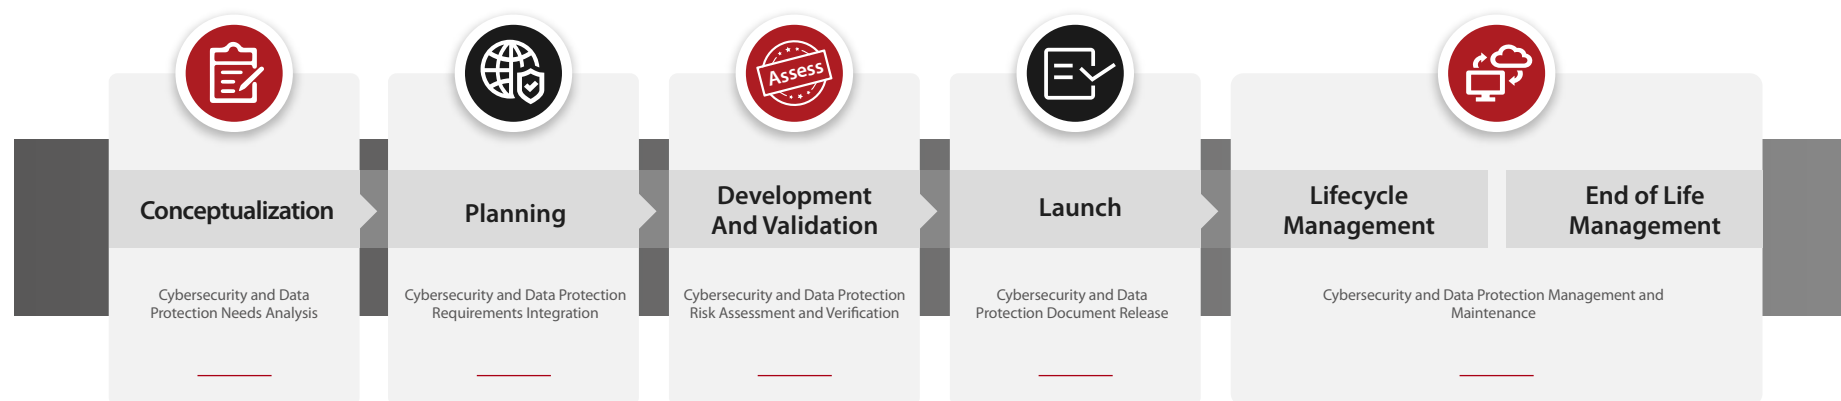 Assess
Conceptualization
Cybersecurity and Data
Protection Needs Analysis
Planning
Cybersecurity and Data Protection
Requirements Integration
Development
And Validation
Cybersecurity and Data Protection
Risk Assessment and Verification
Launch
Cybersecurity and Data
Protection Document Release
Lifecycle
Management
End of Life
Management
Cybersecurity and Data Protection Management and
Maintenance